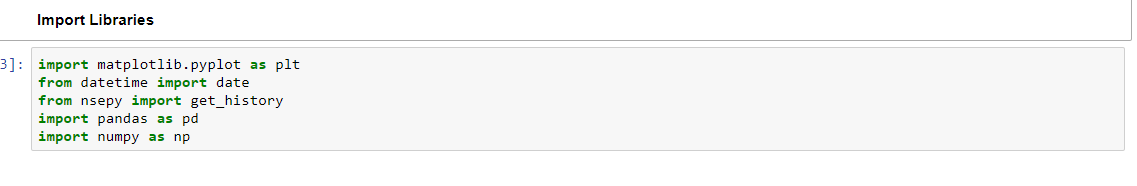 Import Libraries
3]: import matplotlib.pyplot as plt
from datetime import date
from nsepy import get_history
import pandas as pd
import numpy as np